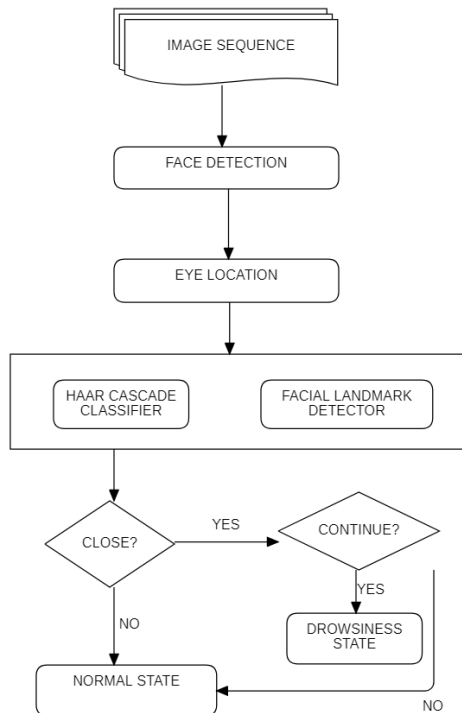 IMAGE SEQUENCE
FACE DETECTION
EYE LOCATION
HAAR CASCADE
CLASSIFIER
FACIAL LANDMARK
DETECTOR
CLOSE?
YES
CONTINUE?
YES
NO
DROWSINESS
STATE
NORMAL STATE
NO